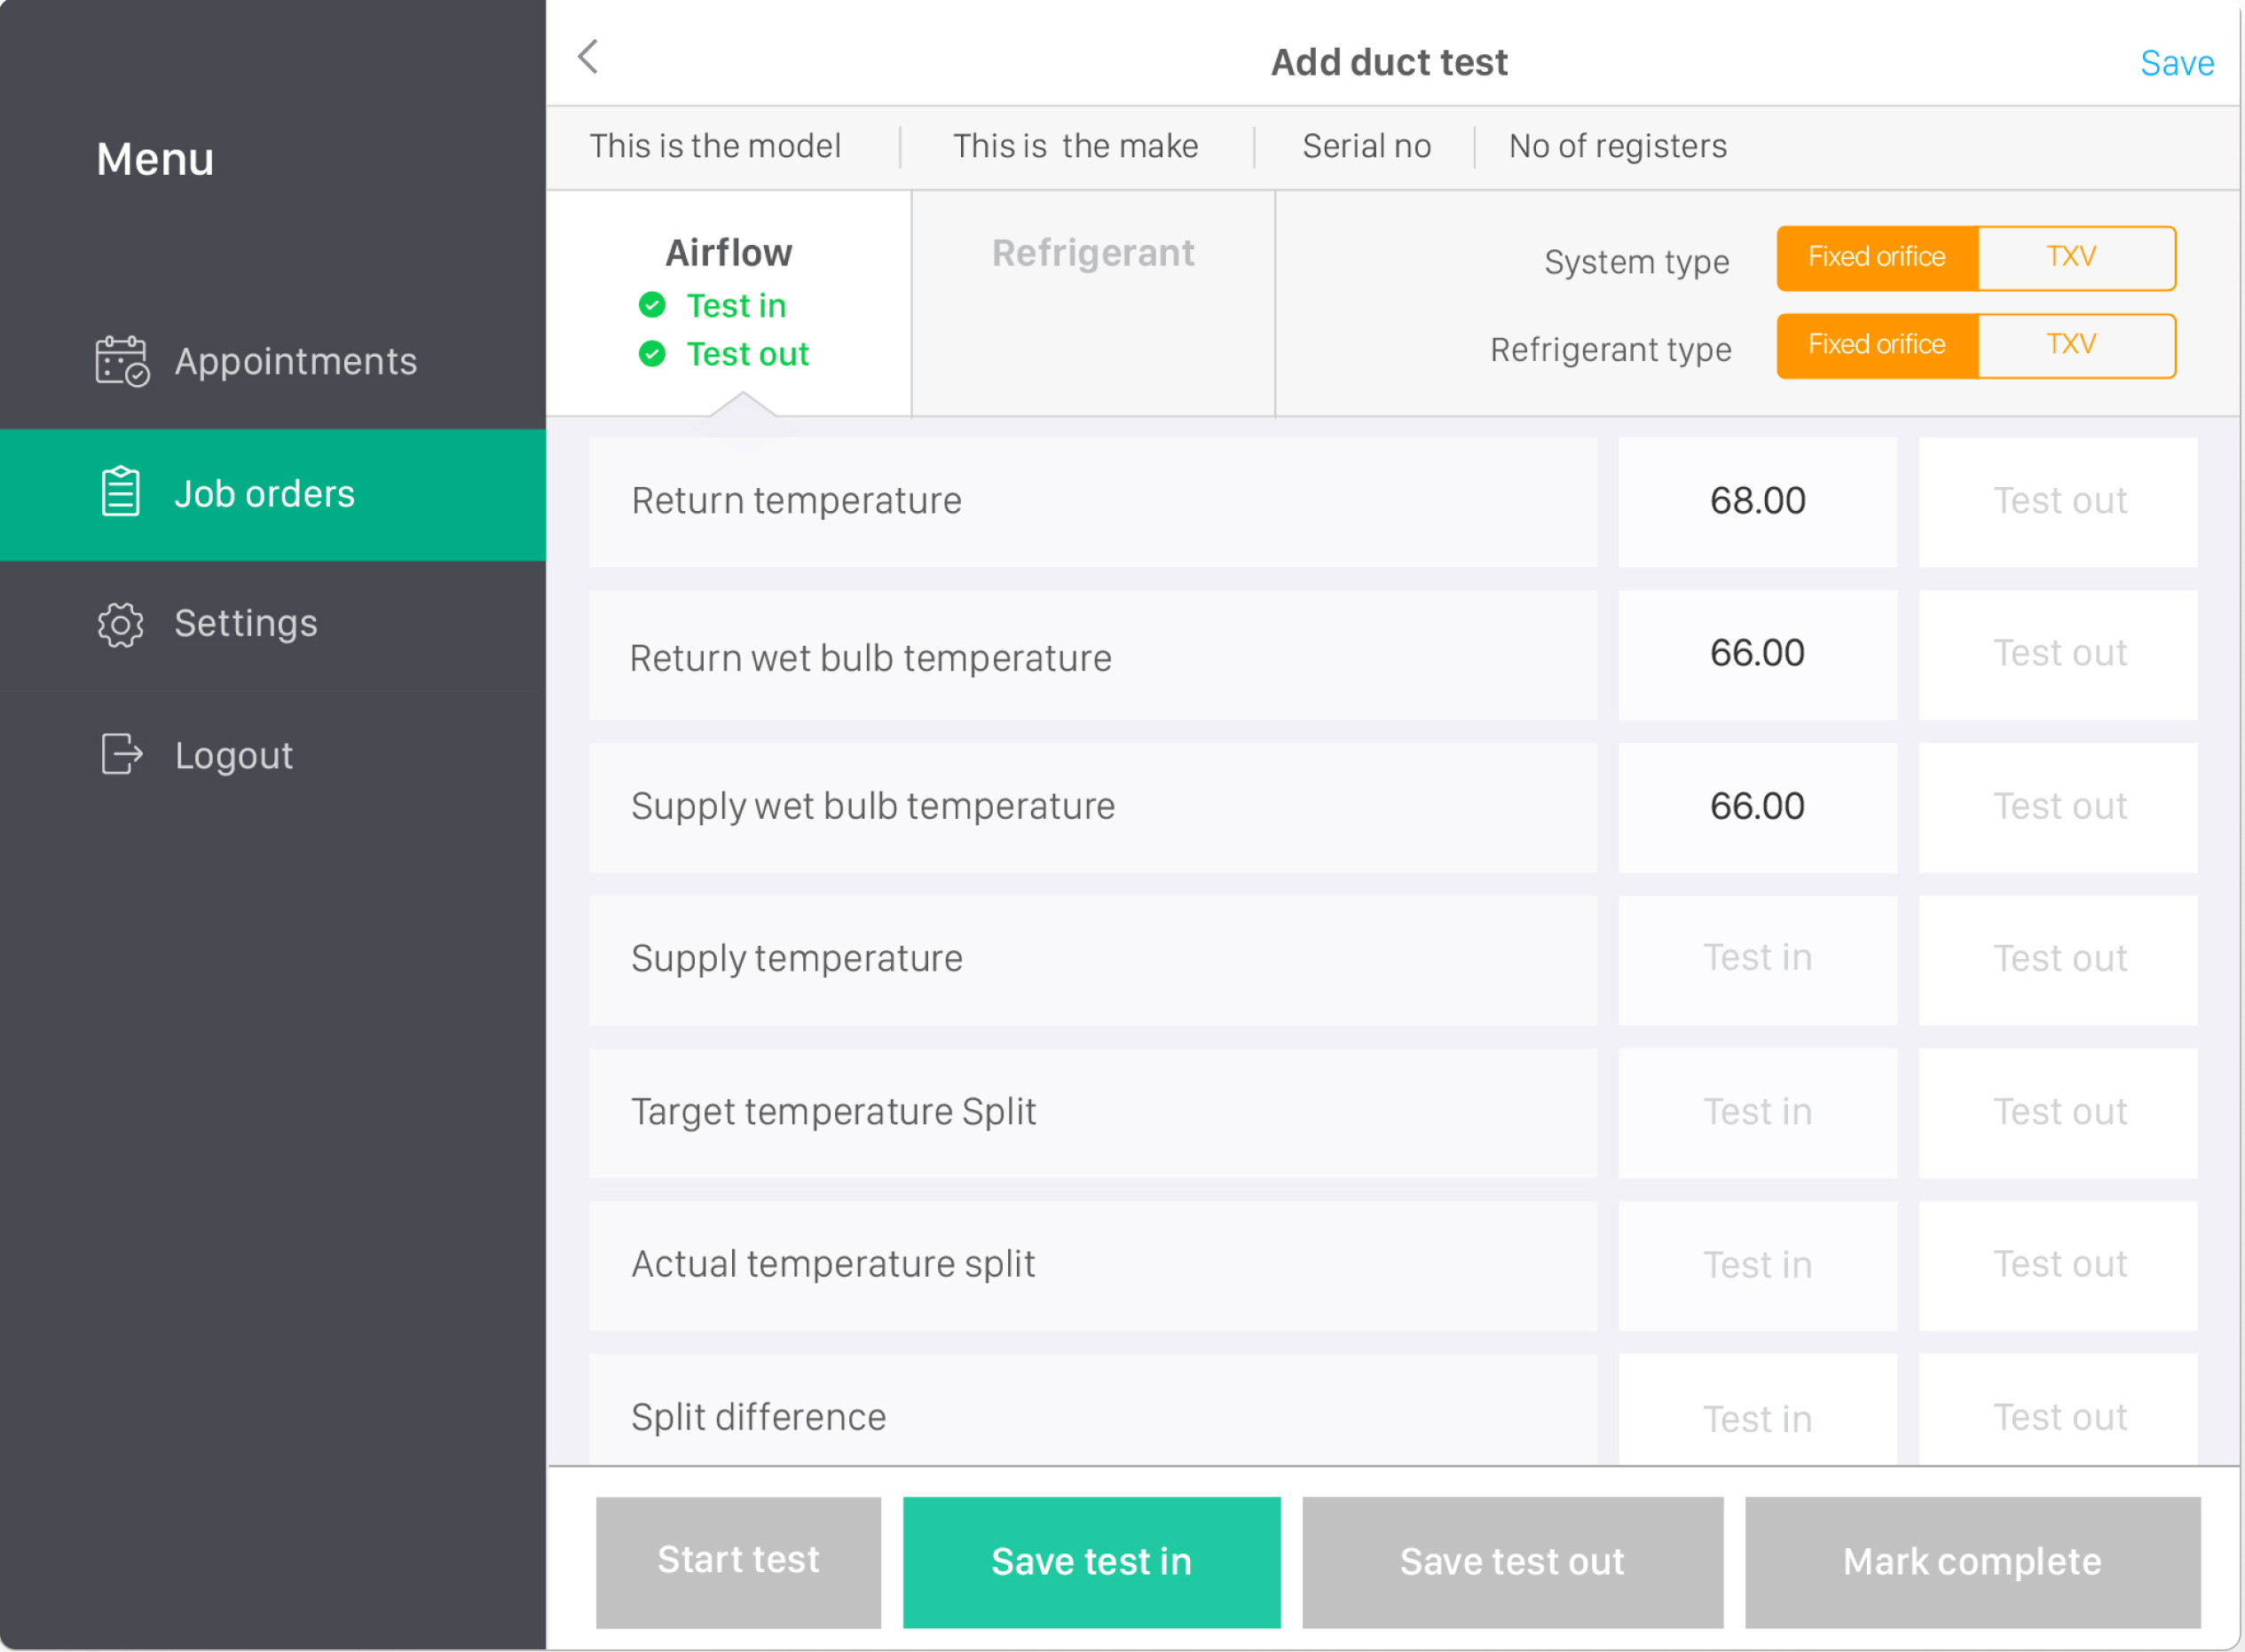 Menu
Appointments
Job orders
Settings
Logout
Add duct test
Save
This is the model
This is  the make
Serial no
No of registers
Airflow
Test in
Test out
Refrigerant
System type
Fixed orifice
TXV
Refrigerant type
Fixed orifice
TXV
Return temperature
68.00
Test out
Return wet bulb temperature
66.00
Test out
Supply wet bulb temperature
66.00
Test out
Supply temperature
Test in
Test out
Target temperature Split
Test in
Test out
Actual temperature split
Test in
Test out
Split difference
Test in
Test out
Start test
Save test in
Save test out
Mark complete